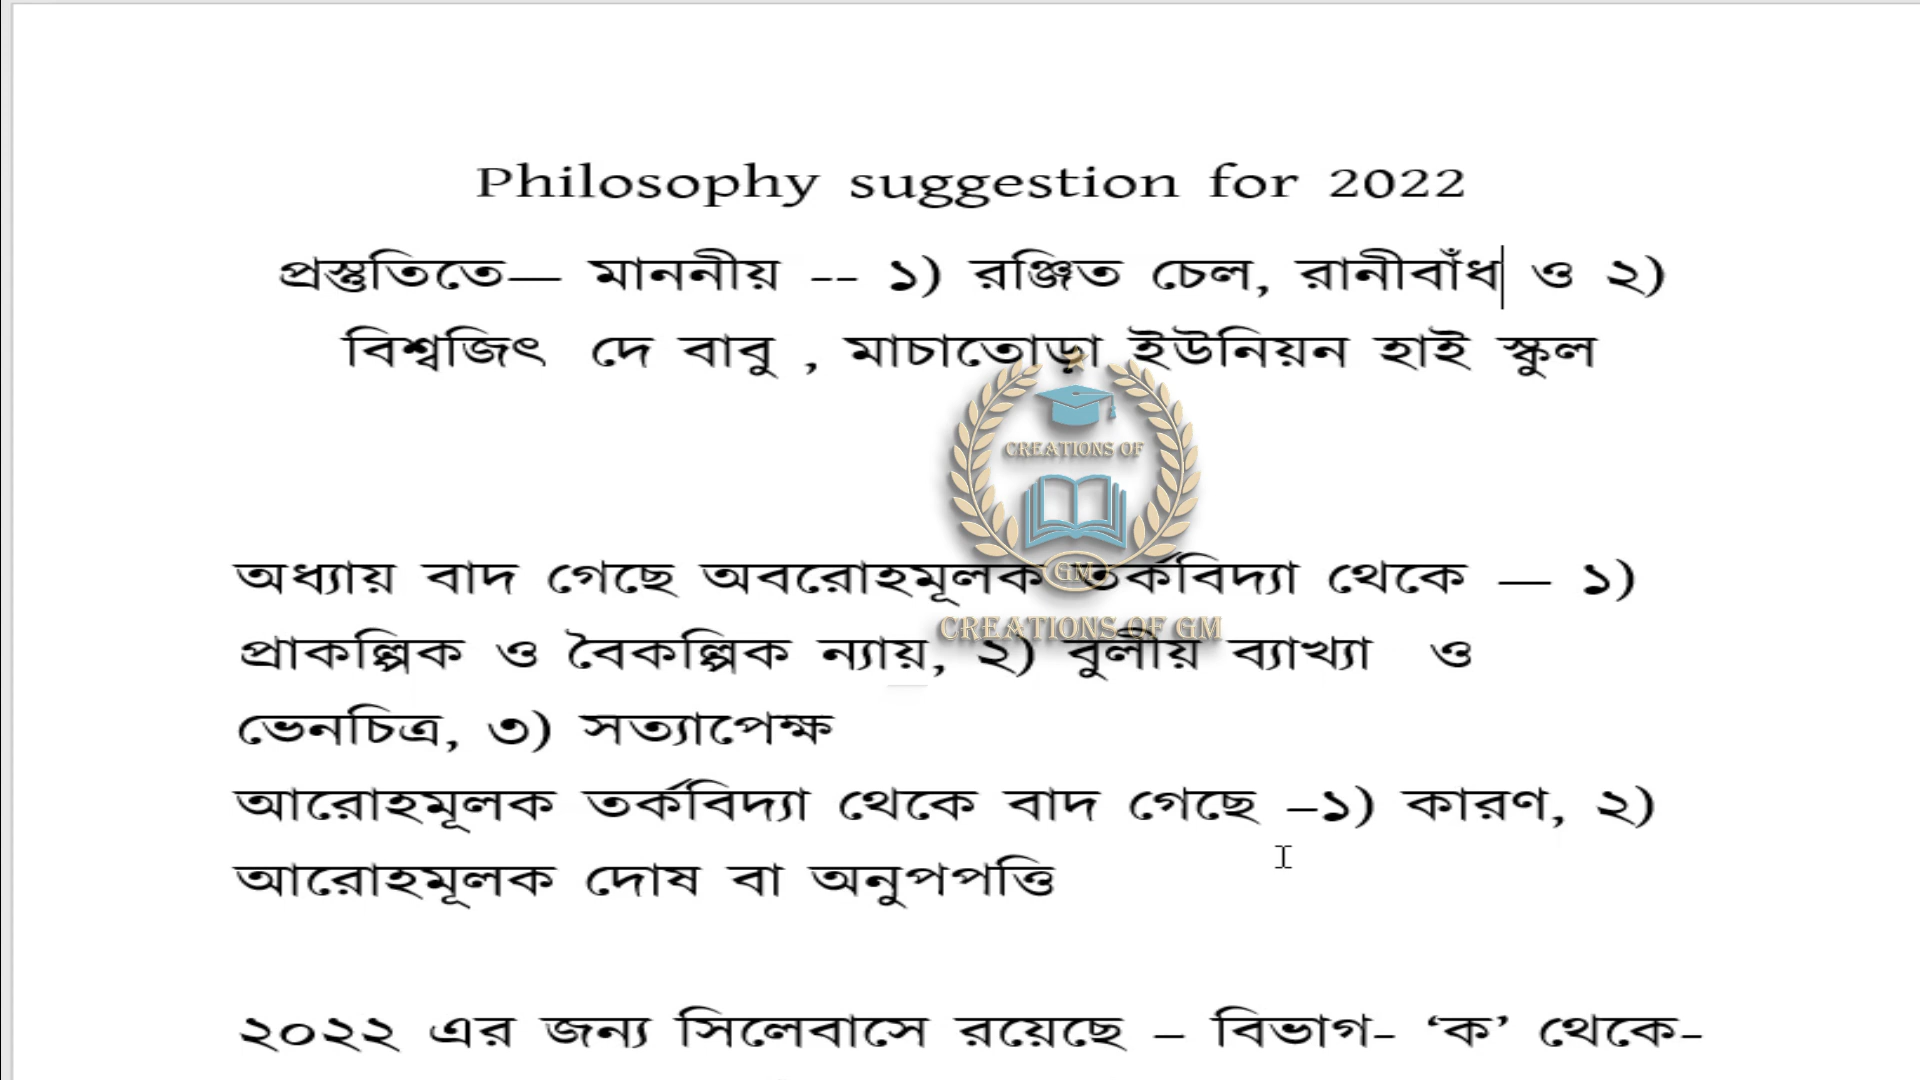 Philosophy suggestion for 2022
প্রস্তুতিতে— মাননীয় -- ১) রঞ্জিত চেল, রানীবাঁধ ও ২)
বিশ্বজিৎ দে বাবু , মাচাতোড়া ইউনিয়ন হাই স্কুল
CREATIONS OF
GM
CREATIONS OF GM
অধ্যায় বাদ গেছে অবরোহমূলক তর্কবিদ্যা থেকে — ১)
প্রাকল্পিক ও বৈকল্পিক ন্যায়, ২) বুলীয় ব্যাখ্যা ও
ভেনচিত্র, ৩) সত্যাপেক্ষ
আরোহমূলক তর্কবিদ্যা থেকে বাদ গেছে –১) কারণ, ২)
আরোহমূলক দোষ বা অনুপপত্তি
২০২২ এর জন্য সিলেবাসে রয়েছে – বিভাগ- ‘ক’ থেকে-